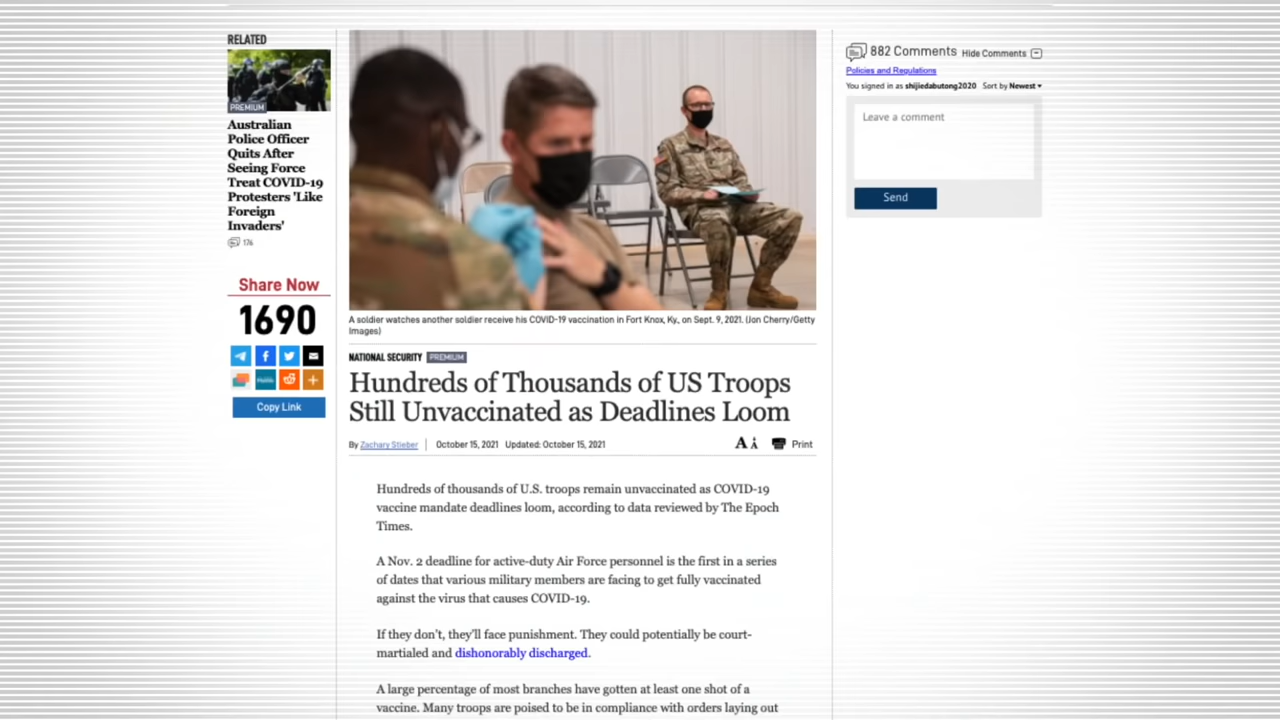 RELATED
PREMIUM
Australian
Police Officer
Quits After
Seeing Force
Treat COVID-19
Protesters 'Like
Foreign
Invaders'
176
Share Now
1690
Copy Link
A soldier watches another soldier receive his COVID-19 vaccination in Fort Knox, Ky., on Sept. 9, 2021. (Jon Cherry/Getty
Images)
NATIONAL SECURITY PREMIUM
Hundreds of Thousands of US Troops
Still Unvaccinated as Deadlines Loom
By Zachary Stieber October 15, 2021 Updated: October 15, 2021 A A Print
Hundreds of thousands of U.S. troops remain unvaccinated as COVID-19
vaccine mandate deadlines loom, according to data reviewed by The Epoch
Times.
A Nov. 2 deadline for active-duty Air Force personnel is the first in a series
of dates that various military members are facing to get fully vaccinated
against the virus that causes COVID-19.
If they don't, they'll face punishment. They could potentially be court-
martialed and dishonorably discharged.
A large percentage of most branches have gotten at least one shot of a
vaccine. Many troops are poised to be in compliance with orders laying out
882 Comments Hide Comments
Policies and Regulations
You signed in as shijiedabutong2020 Sort by Newest
Leave a comment
Send